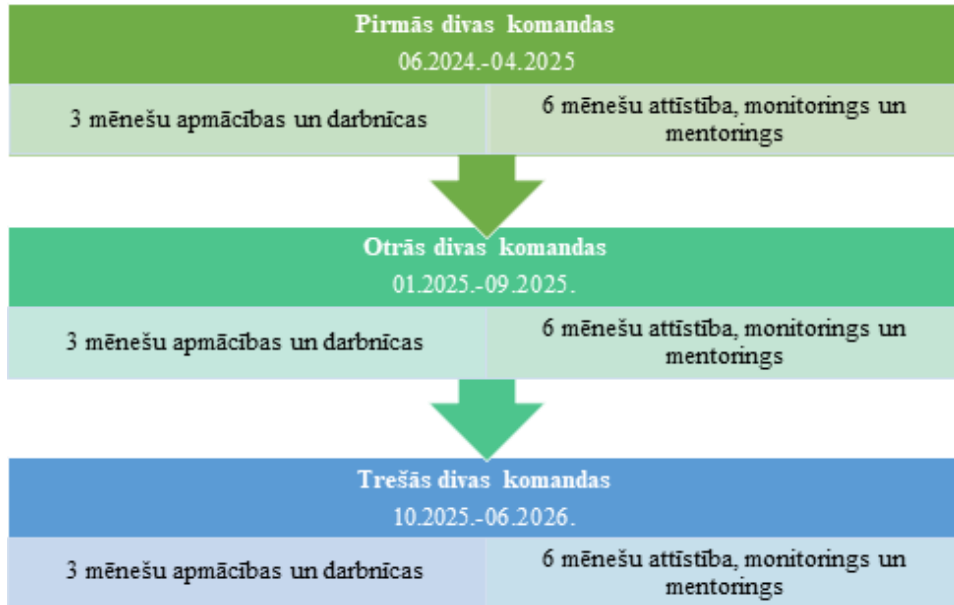 Pirmās divas komandas
06.2024.-04.2025
3 mēnešu apmācības un darbnīcas
6 mēnešu attīstība, monitorings un
mentorings
Otrās divas komandas
01.2025.-09.2025.
3 mēnešu apmācības un darbnīcas
6 mēnešu attīstība, monitorings un
mentorings
Trešās divas komandas
10.2025.-06.2026.
3 mēnešu apmācības un darbnīcas
6 mēnešu attīstība, monitorings un
mentorings